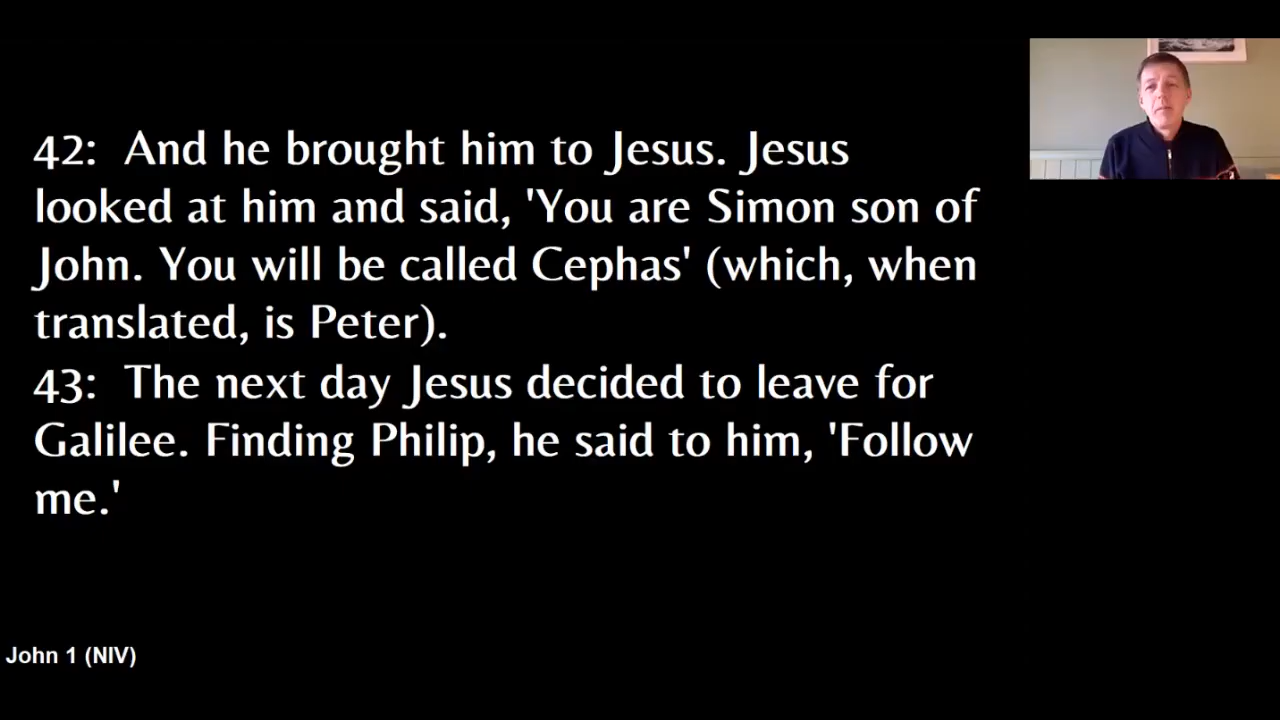 42: And he brought him to Jesus. Jesus
looked at him and said, 'You are Simon son of
John. You will be called Cephas' (which, when
translated, is Peter).
43: The next day Jesus decided to leave for
Galilee. Finding Philip, he said to him, 'Follow
me.'
John 1 (NIV)